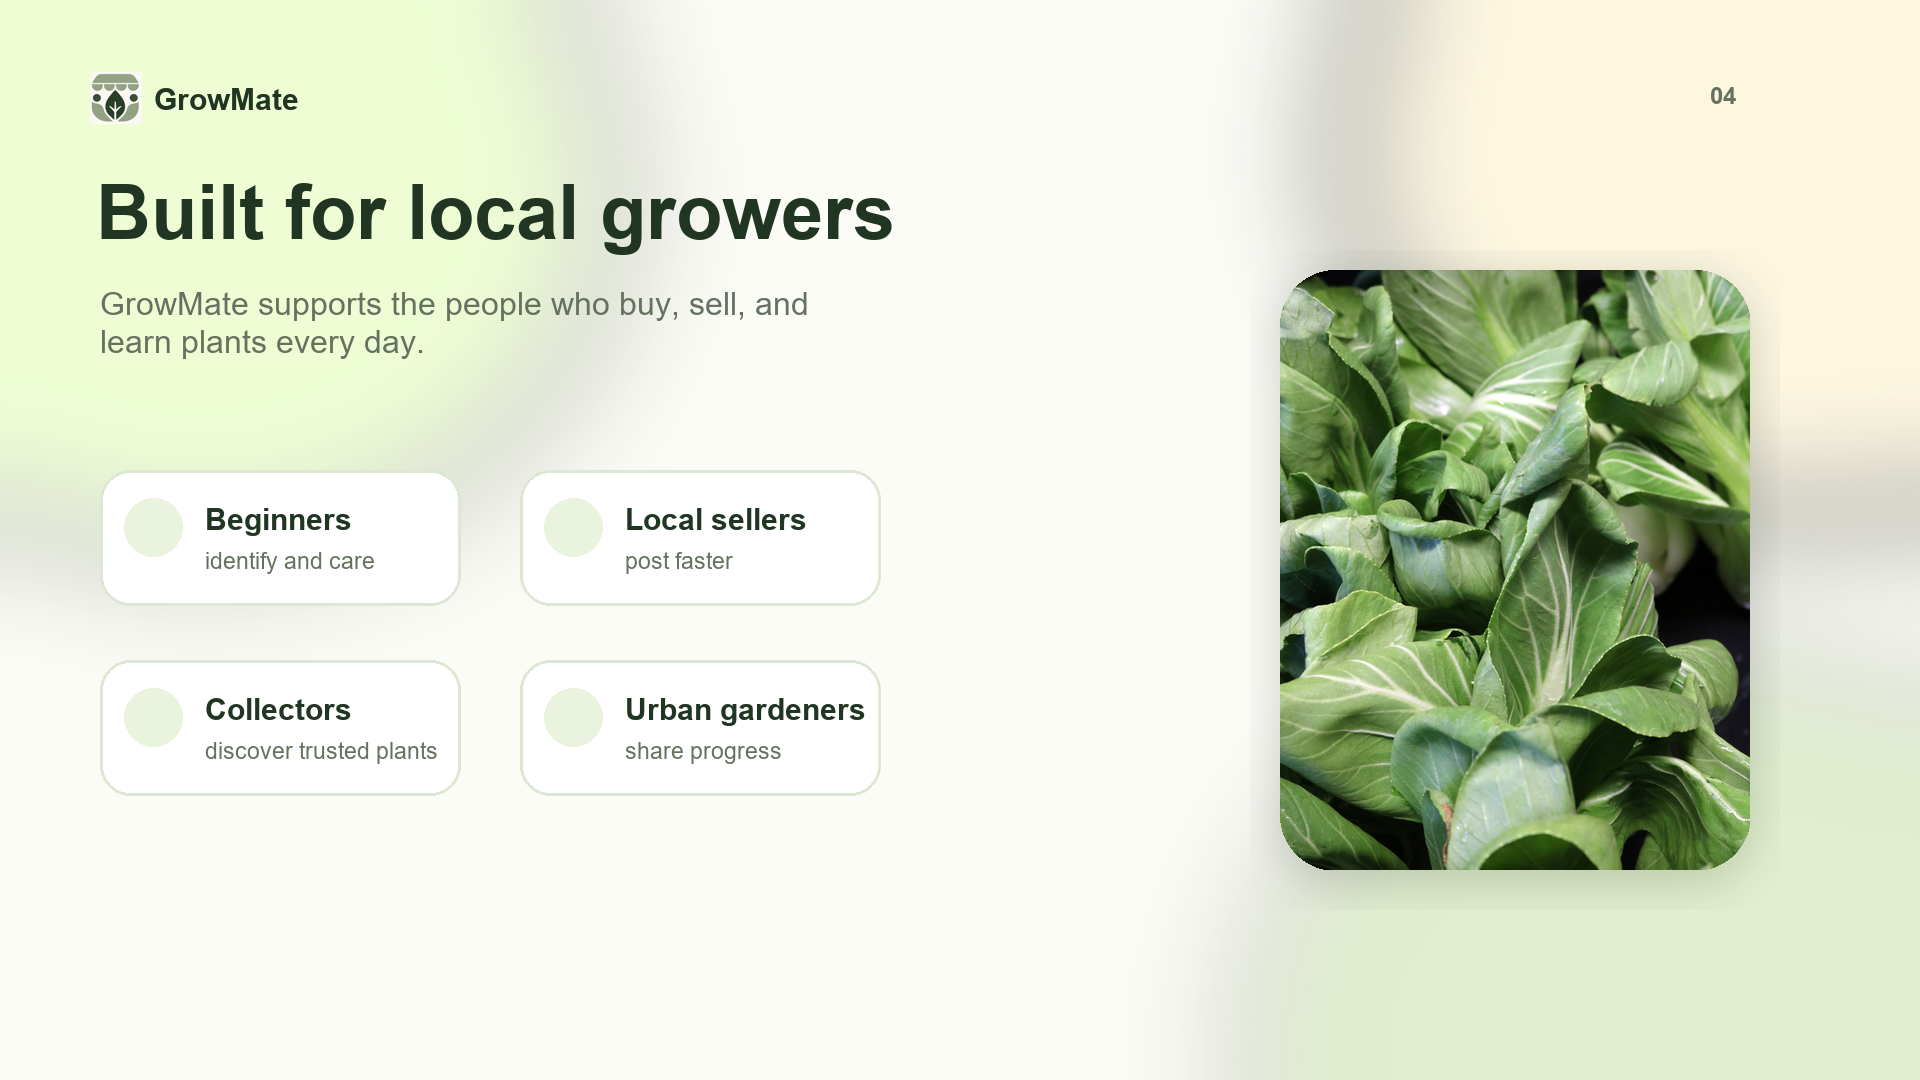 GrowMate
04
Built for local growers
GrowMate supports the people who buy, sell, and
learn plants every day.
Beginners
identify and care
Local sellers
post faster
Collectors
discover trusted plants
Urban gardeners
share progress